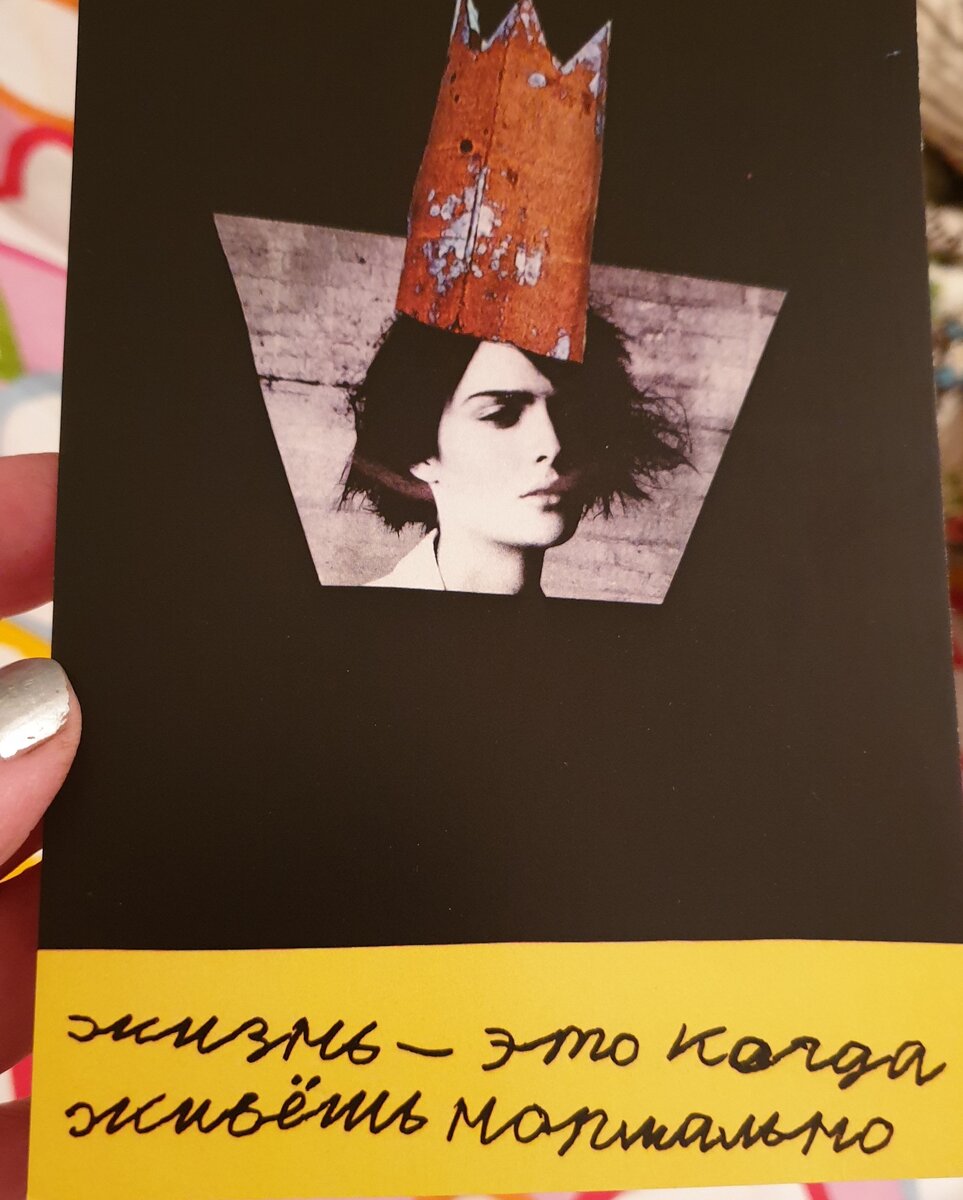 жизнь – это когда
живёшь нормально